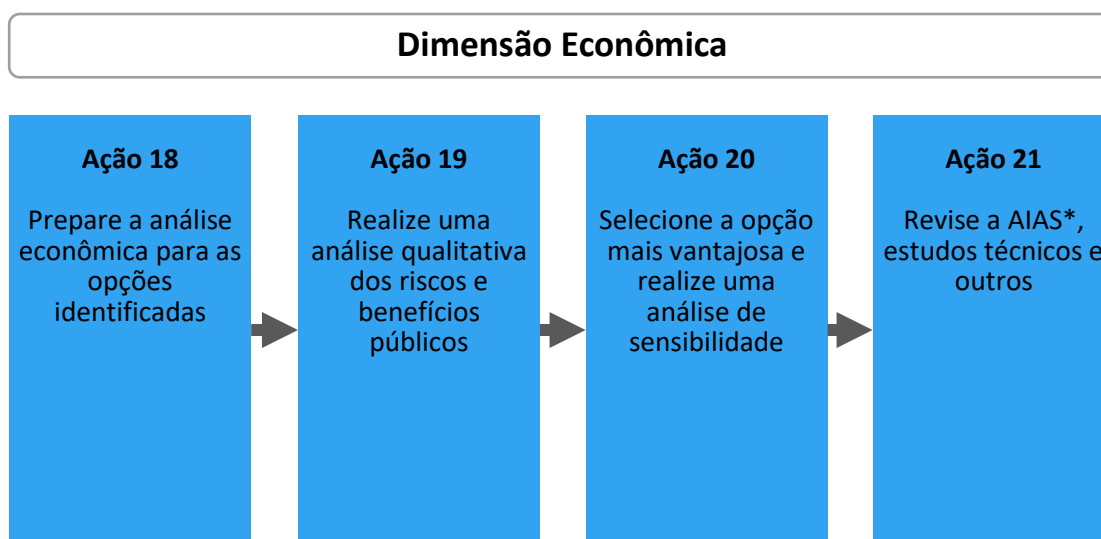 Dimensão Econômica
Ação 18
Prepare a análise
econômica para as
opções
identificadas
Ação 19
Realize uma
análise qualitativa
dos riscos e
benefícios
públicos
Ação 20
Selecione a opção
mais vantajosa e
realize uma
análise de
sensibilidade
Ação 21
Revise a AIAS*,
estudos técnicos e
outros